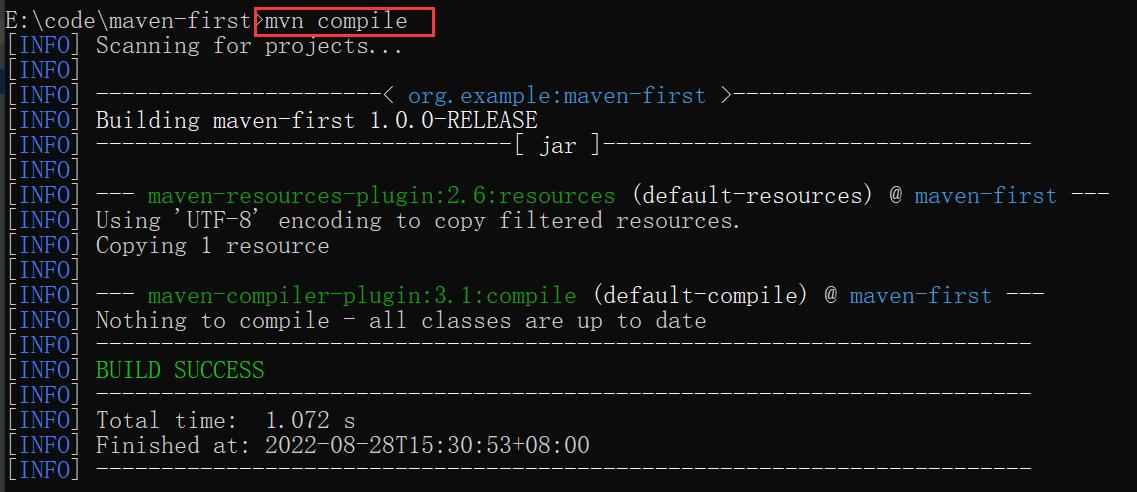 E:\code\maven-first>mvn compile
[INFO] Scanning for projects...
[INFO]
[INFO] ----------------------< org.example:maven-first >-----------------------
[INFO] Building maven-first 1.0.0-RELEASE
[INFO] --------------------------------[ jar ]---------------------------------
[INFO]
[INFO] --- maven-resources-plugin:2.6:resources (default-resources) @ maven-first ---
[INFO] Using 'UTF-8' encoding to copy filtered resources.
[INFO] Copying 1 resource
[INFO]
[INFO] --- maven-compiler-plugin:3.1:compile (default-compile) @ maven-first ---
[INFO] Nothing to compile - all classes are up to date
[INFO] ------------------------------------------------------------------------
[INFO] BUILD SUCCESS
[INFO] ------------------------------------------------------------------------
[INFO] Total time:  1.072 s
[INFO] Finished at: 2022-08-28T15:30:53+08:00
[INFO] ------------------------------------------------------------------------